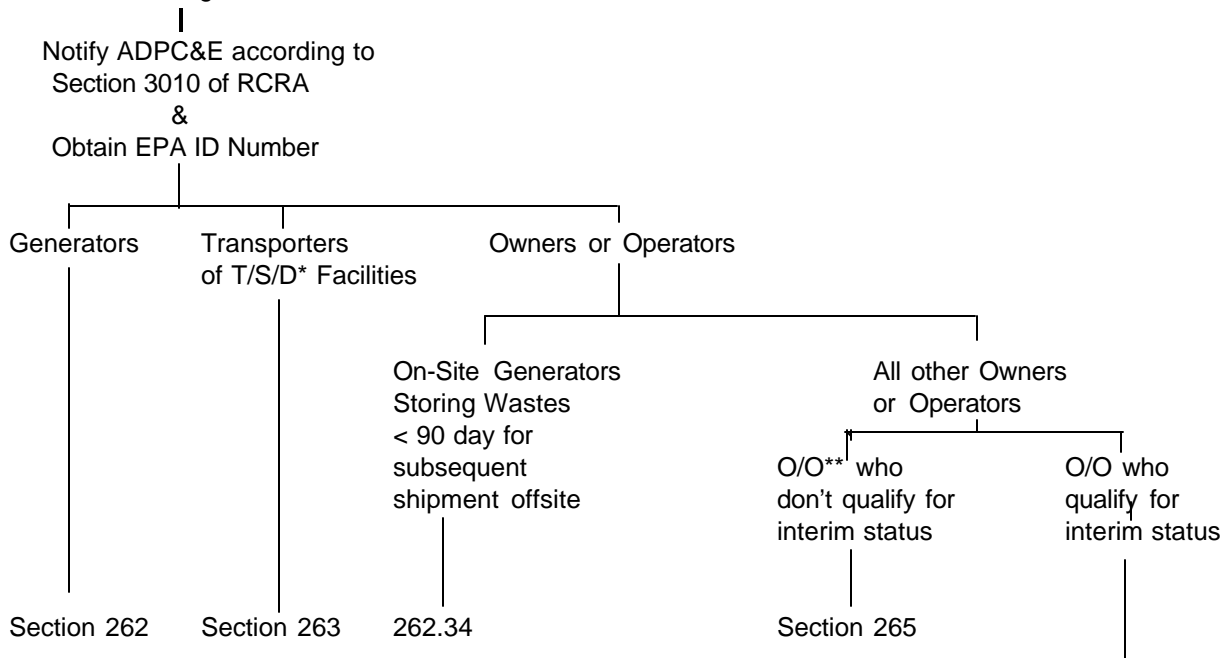 Notify ADPC&E according to
Section 3010 of RCRA
&
Obtain EPA ID Number
Generators
Transporters
of T/S/D* Facilities
Owners or Operators
On-Site Generators
Storing Wastes
< 90 day for
subsequent
shipment offsite
All other Owners
or Operators
O/O** who
don't qualify for
interim status
O/O who
qualify for
interim status
Section 262
Section 263
262.34
Section 265